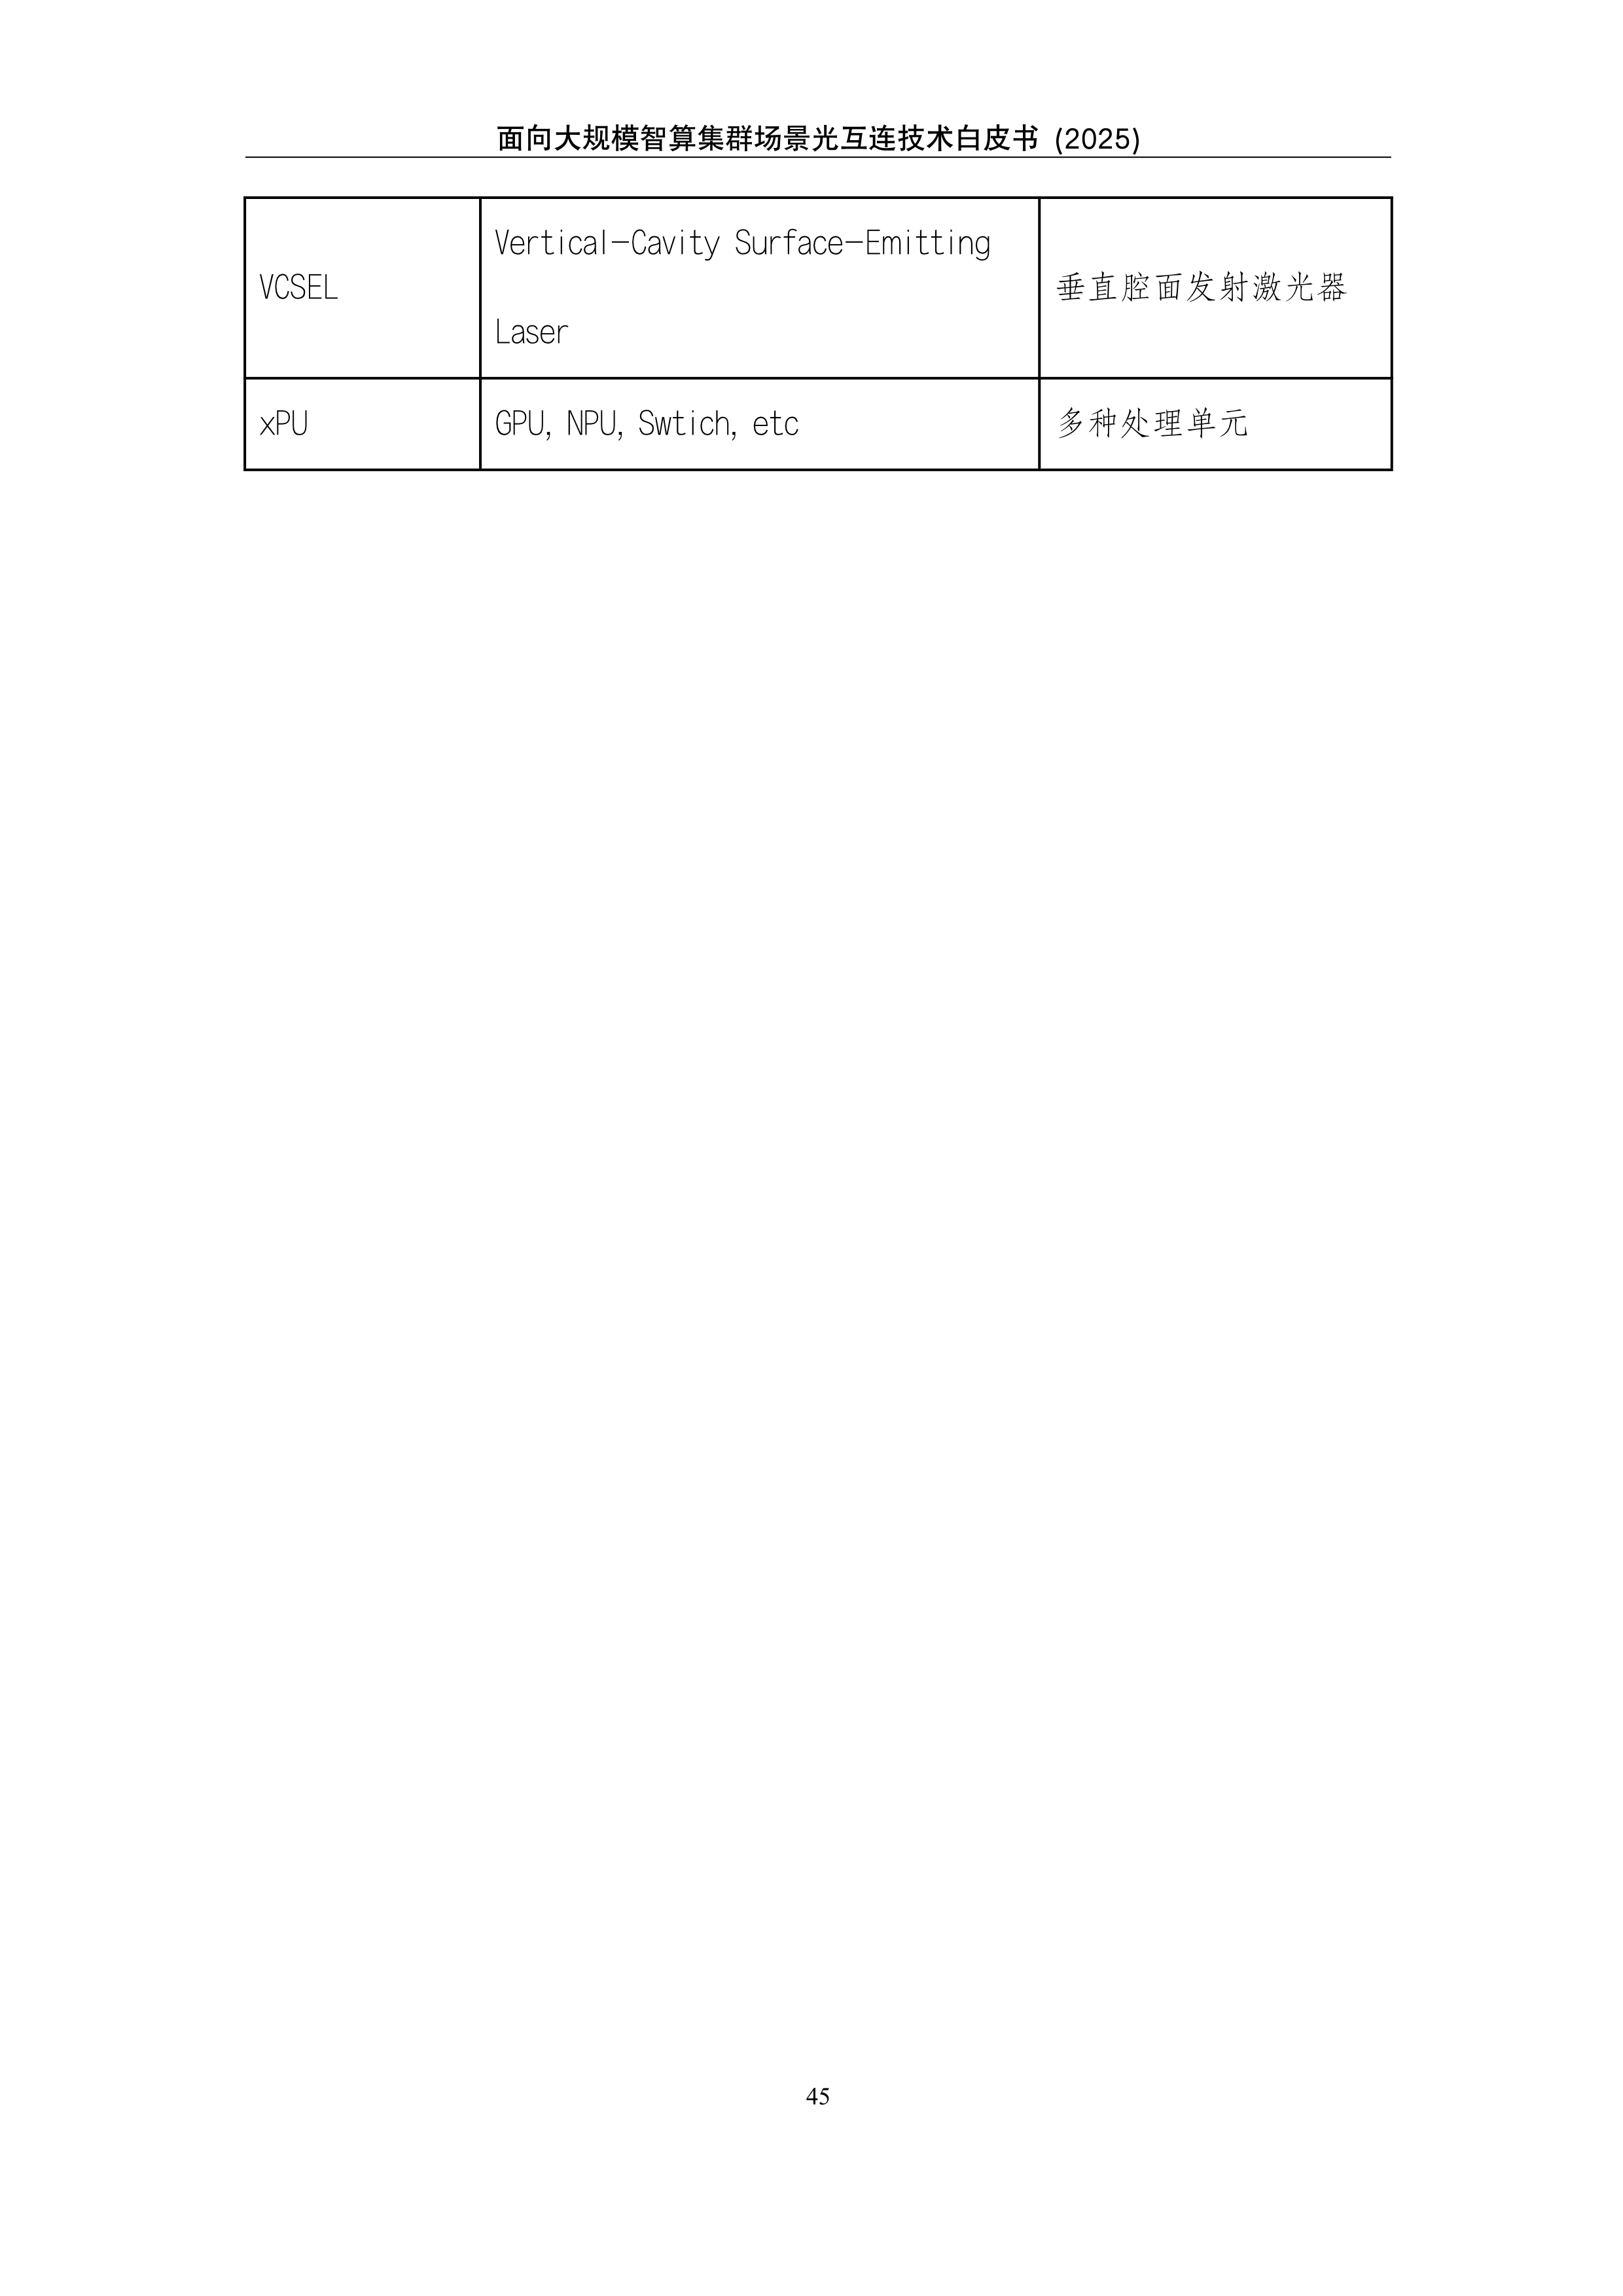 面向大规模智算集群场景光互连技术白皮书 (2025)
VCSEL
Vertical-Cavity Surface-Emitting
Laser
垂直腔面发射激光器
xPU
GPU, NPU, Swtich, etc
多种处理单元
45